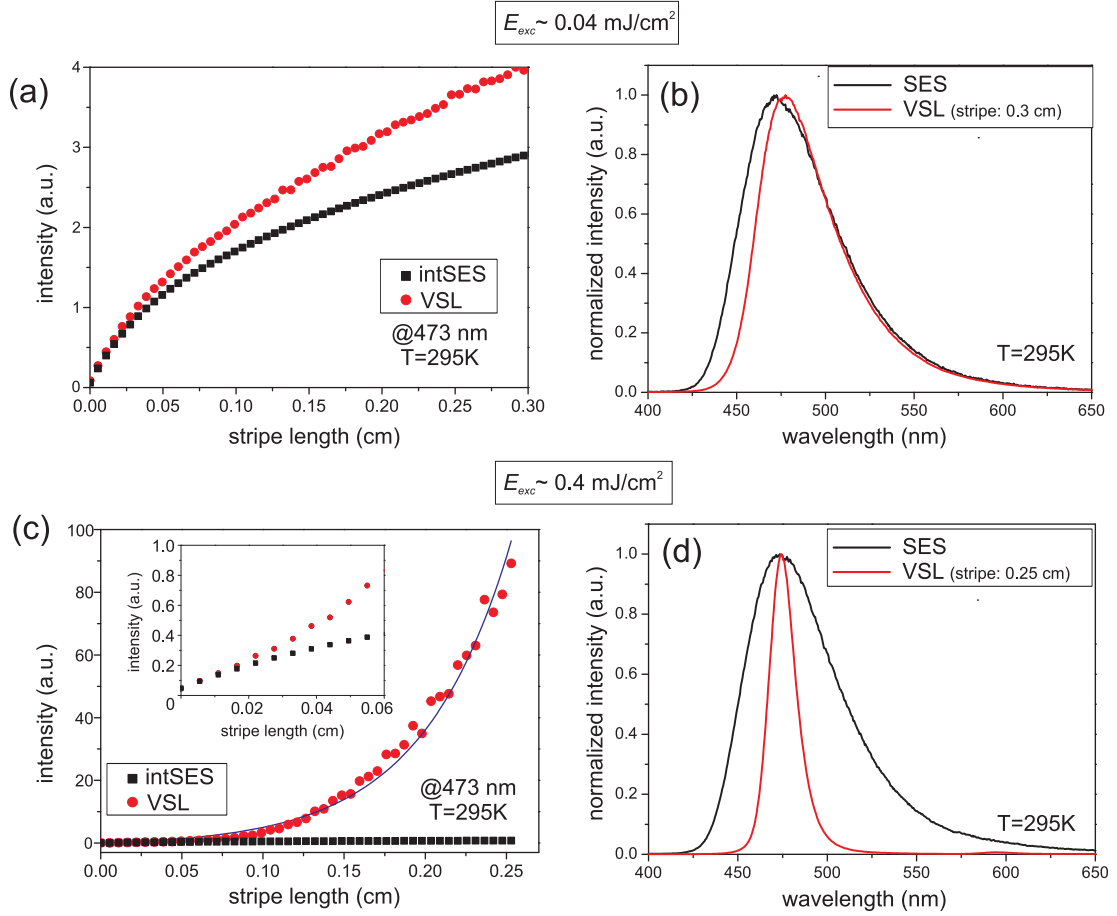 E_exc ~ 0.04 mJ/cm²
(a)
intensity (a.u.)
4
3
2
1
0
0.00 0.05 0.10 0.15 0.20 0.25 0.30
stripe length (cm)
intSES
VSL
@473 nm
T=295K
(b)
normalized intensity (a.u.)
1.0
0.8
0.6
0.4
0.2
0.0
400 450 500 550 600 650
wavelength (nm)
SES
VSL (stripe: 0.3 cm)
T=295K
E_exc ~ 0.4 mJ/cm²
(c)
intensity (a.u.)
100
80
60
40
20
0
0.00 0.05 0.10 0.15 0.20 0.25
stripe length (cm)
intensity (a.u.)
1.0
0.8
0.6
0.4
0.2
0
0.02 0.04 0.06
stripe length (cm)
intSES
VSL
@473 nm
T=295K
(d)
normalized intensity (a.u.)
1.0
0.8
0.6
0.4
0.2
0.0
400 450 500 550 600 650
wavelength (nm)
SES
VSL (stripe: 0.25 cm)
T=295K